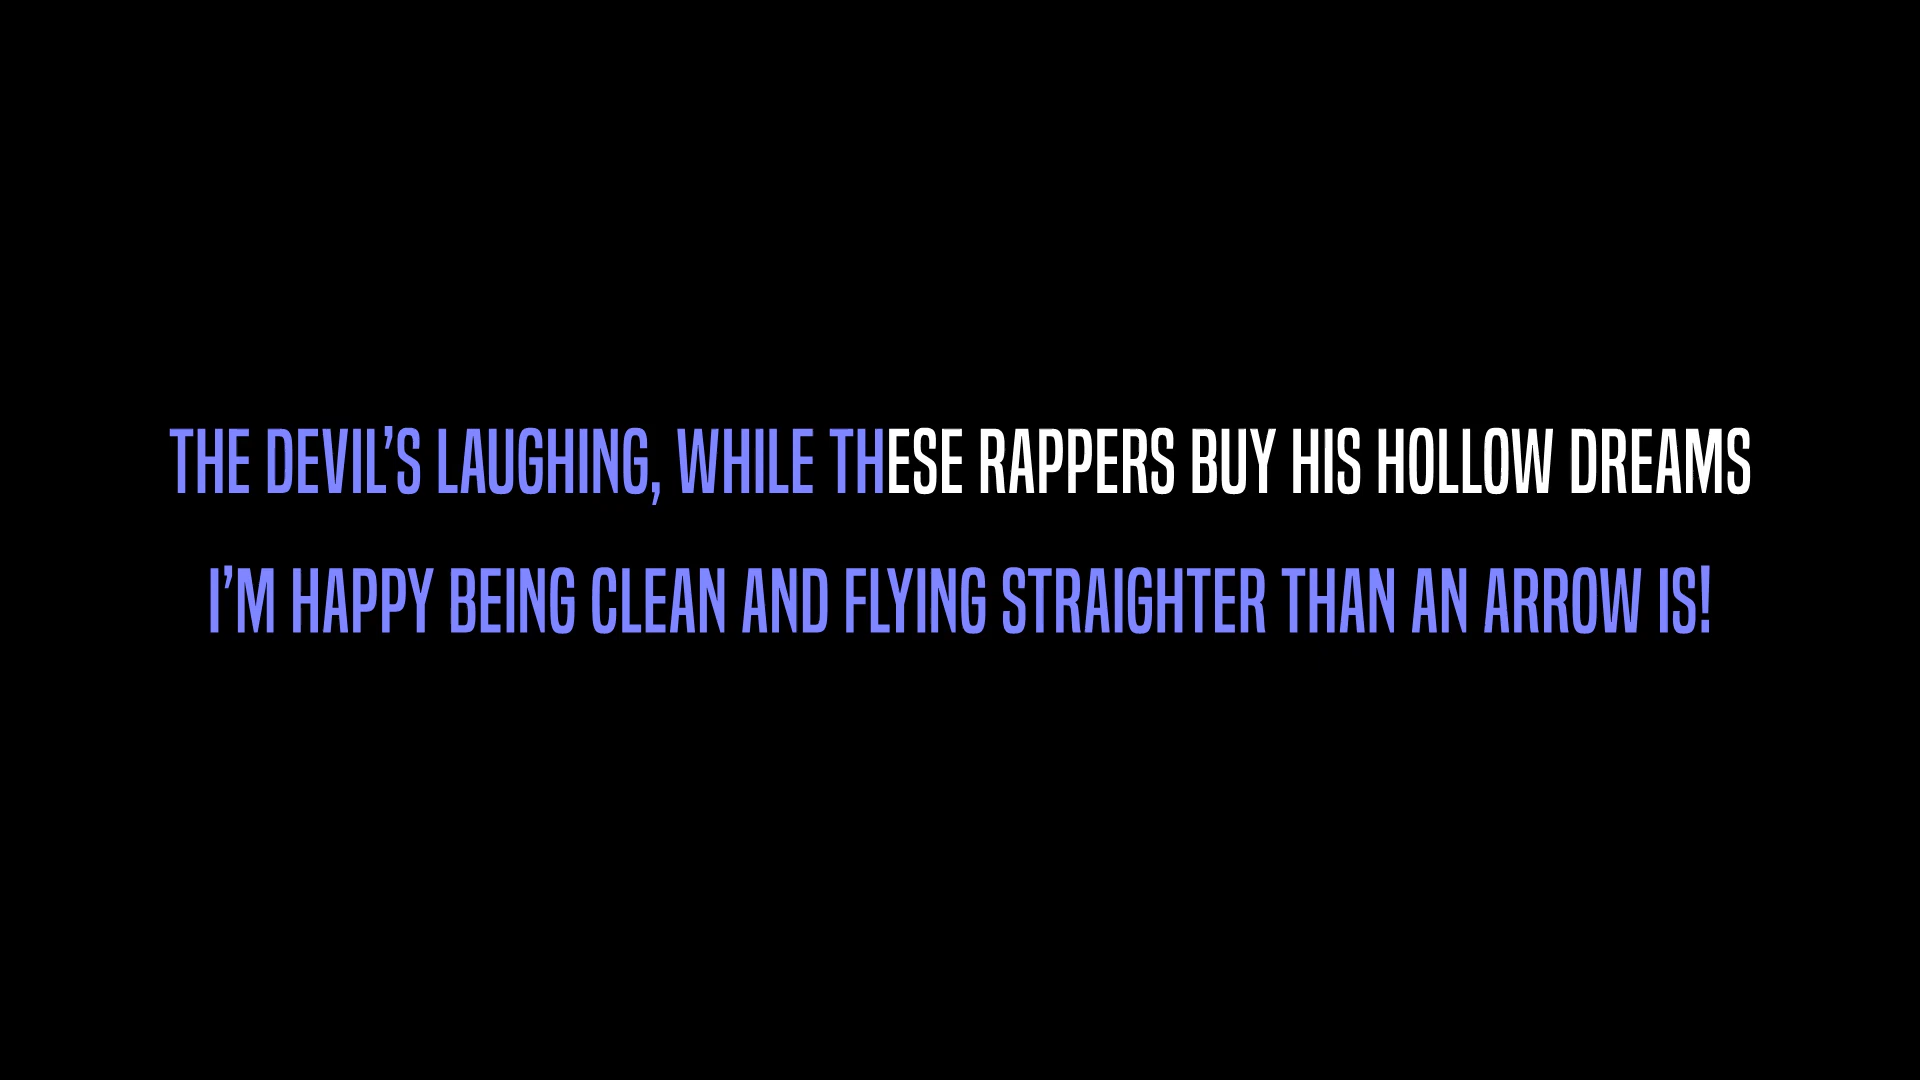 THE DEVIL’S LAUGHING, WHILE THESE RAPPERS BUY HIS HOLLOW DREAMS
I’M HAPPY BEING CLEAN AND FLYING STRAIGHTER THAN AN ARROW IS!